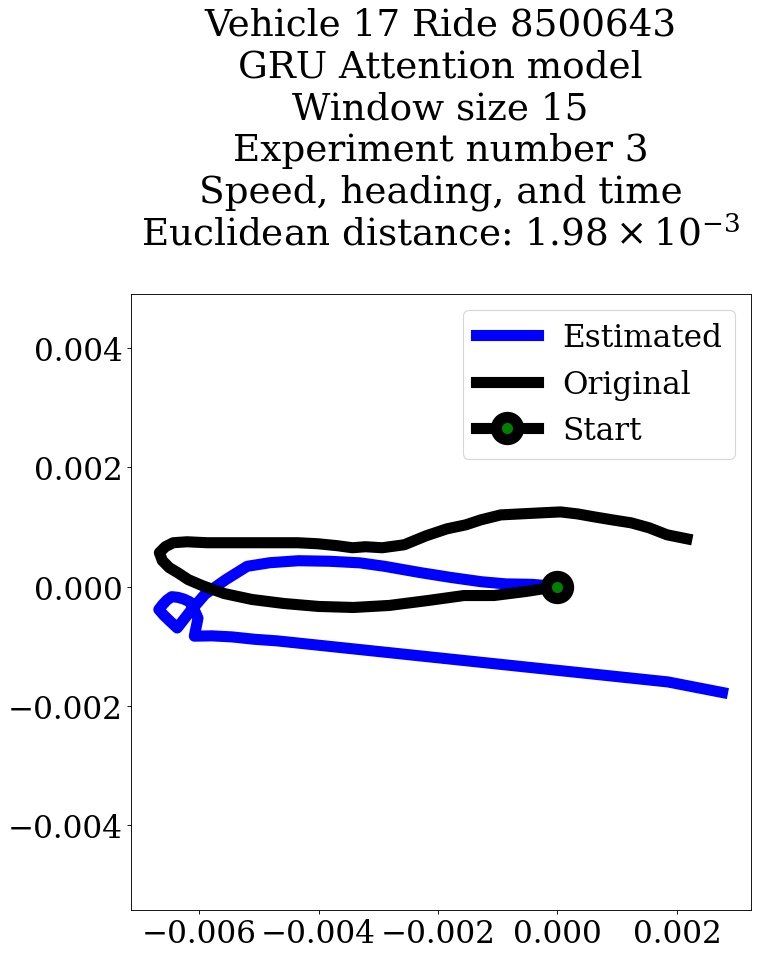 Vehicle 17 Ride 8500643
GRU Attention model
Window size 15
Experiment number 3
Speed, heading, and time
Euclidean distance: 1.98 × 10⁻³
Estimated
Original
Start
0.004
0.002
0.000
−0.002
−0.004
−0.006 −0.004 −0.002 0.000 0.002